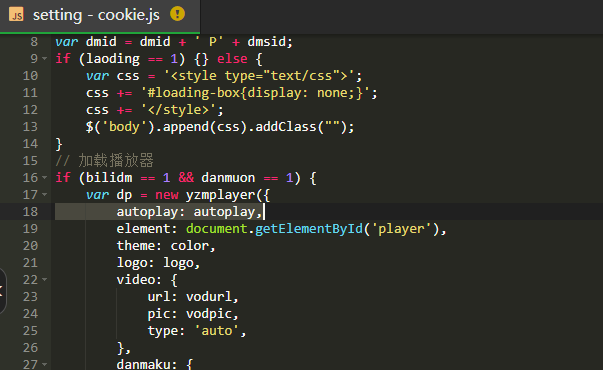 JS setting - cookie.js !
8 var dmid = dmid + ' P' + dmsid;
9 if (laoding == 1) {} else {
10 var css = '<style type="text/css">';
11 css += '#loading-box{display: none;}';
12 css += '</style>';
13 $('body').append(css).addClass("");
14 }
15 // 加载播放器
16 if (bilidm == 1 && danmuon == 1) {
17 var dp = new yzmplayer({
18 autoplay: autoplay,
19 element: document.getElementById('player'),
20 theme: color,
21 logo: logo,
22 video: {
23 url: vodurl,
24 pic: vodpic,
25 type: 'auto',
26 },
27 danmaku: {